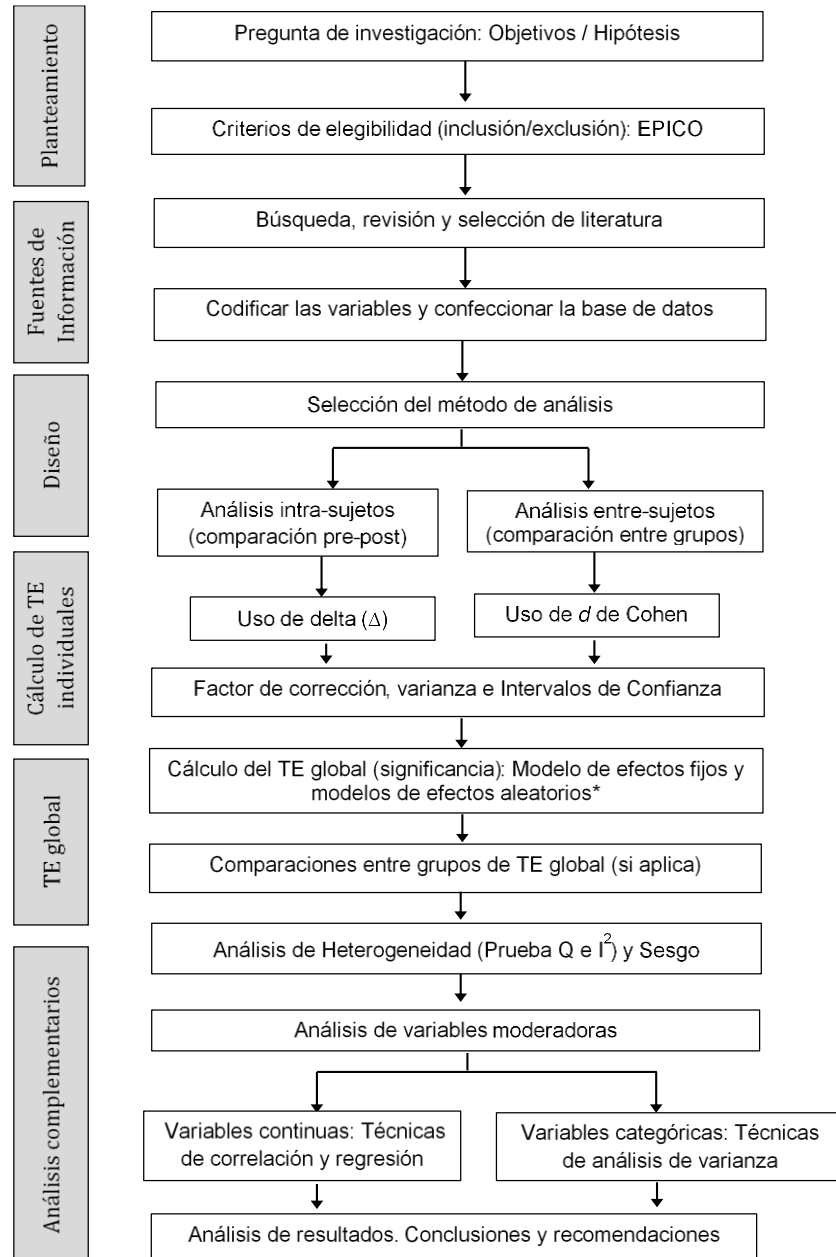 Planteamiento
Pregunta de investigación: Objetivos / Hipótesis
Criterios de elegibilidad (inclusión/exclusión): EPICO
Fuentes de
Información
Búsqueda, revisión y selección de literatura
Codificar las variables y confeccionar la base de datos
Diseño
Selección del método de análisis
Análisis intra-sujetos
(comparación pre-post)
Análisis entre-sujetos
(comparación entre grupos)
Cálculo de TE
individuales
Uso de delta (Δ)
Uso de d de Cohen
Factor de corrección, varianza e Intervalos de Confianza
TE global
Cálculo del TE global (significancia): Modelo de efectos fijos y
modelos de efectos aleatorios*
Comparaciones entre grupos de TE global (si aplica)
Análisis complementarios
Análisis de Heterogeneidad (Prueba Q e I²) y Sesgo
Análisis de variables moderadoras
Variables continuas: Técnicas
de correlación y regresión
Variables categóricas: Técnicas
de análisis de varianza
Análisis de resultados. Conclusiones y recomendaciones